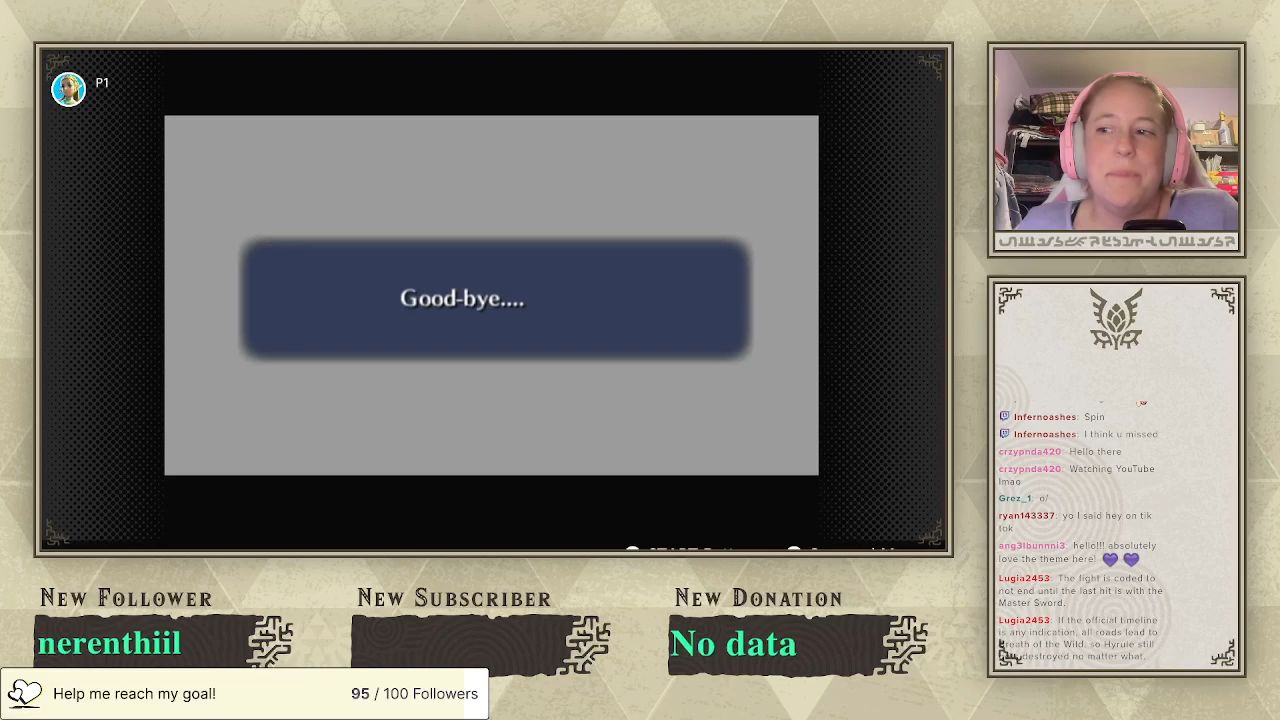 P1
Good-bye....
Infernoashes: Spin
Infernoashes: I think u missed
crzypnda420: Hello there
crzypnda420: Watching YouTube
lmao
Grez_1: o/
ryan143337: yo I said hey on tik
tok
ang3lbunnni3: hello!!! absolutely
love the theme here!
Lugia2453: The fight is coded to
not end until the last hit is with the
Master Sword.
Lugia2453: If the official timeline
is any indication, all roads lead to
Breath of the Wild, so Hyrule still
destroyed no matter what.
New Follower
nerenthiil
New Subscriber
New Donation
No data
Help me reach my goal!
95 / 100 Followers